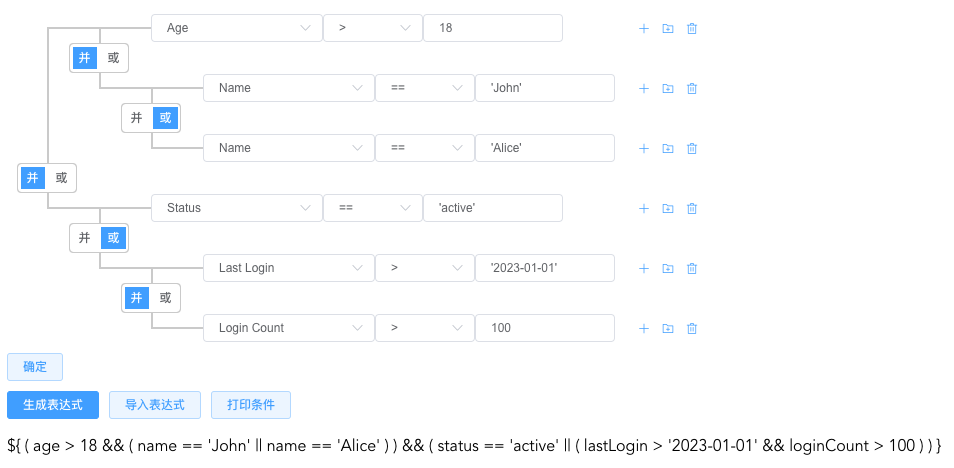 Age > 18
并 或
Name == 'John'
并 或
Name == 'Alice'
并 或
Status == 'active'
并 或
Last Login > '2023-01-01'
并 或
Login Count > 100
确定
生成表达式 导入表达式 打印条件
${ ( age > 18 && ( name == 'John' || name == 'Alice' ) ) && ( status == 'active' || ( lastLogin > '2023-01-01' && loginCount > 100 ) ) }